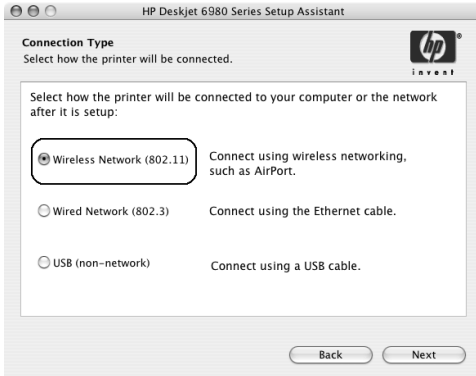 HP Deskjet 6980 Series Setup Assistant
Connection Type
Select how the printer will be connected.
hp
invent
Select how the printer will be connected to your computer or the network
after it is setup:
Wireless Network (802.11)
Connect using wireless networking,
such as AirPort.
Wired Network (802.3)
Connect using the Ethernet cable.
USB (non-network)
Connect using a USB cable.
Back
Next